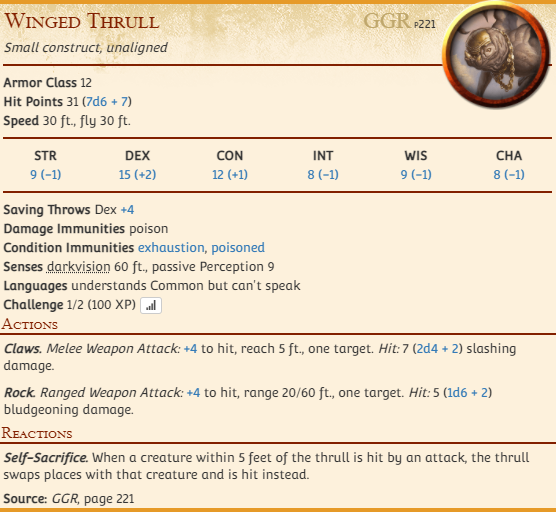 Winged Thrull GGR p221
Small construct, unaligned
Armor Class 12
Hit Points 31 (7d6 + 7)
Speed 30 ft., fly 30 ft.
STR DEX CON INT WIS CHA
9 (−1) 15 (+2) 12 (+1) 8 (−1) 9 (−1) 8 (−1)
Saving Throws Dex +4
Damage Immunities poison
Condition Immunities exhaustion, poisoned
Senses darkvision 60 ft., passive Perception 9
Languages understands Common but can't speak
Challenge 1/2 (100 XP)
Actions
Claws. Melee Weapon Attack: +4 to hit, reach 5 ft., one target. Hit: 7 (2d4 + 2) slashing
damage.
Rock. Ranged Weapon Attack: +4 to hit, range 20/60 ft., one target. Hit: 5 (1d6 + 2)
bludgeoning damage.
Reactions
Self-Sacrifice. When a creature within 5 feet of the thrull is hit by an attack, the thrull
swaps places with that creature and is hit instead.
Source: GGR, page 221